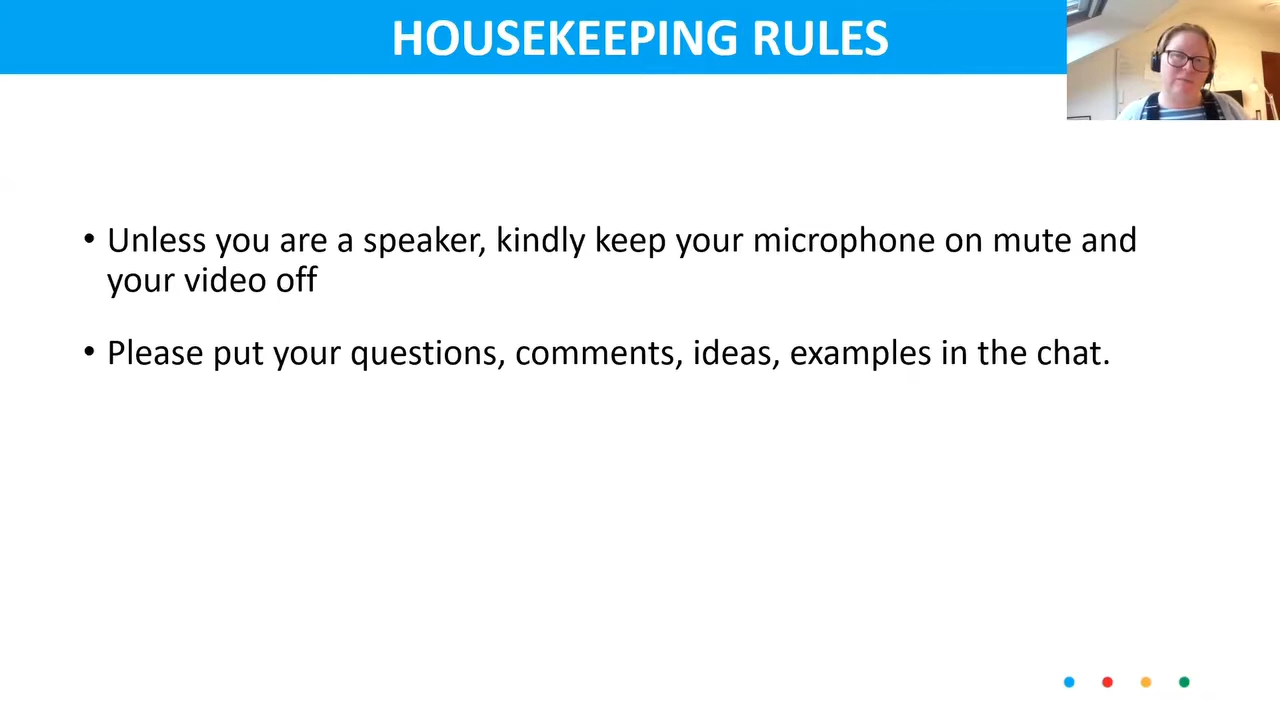 HOUSEKEEPING RULES
• Unless you are a speaker, kindly keep your microphone on mute and
your video off
• Please put your questions, comments, ideas, examples in the chat.